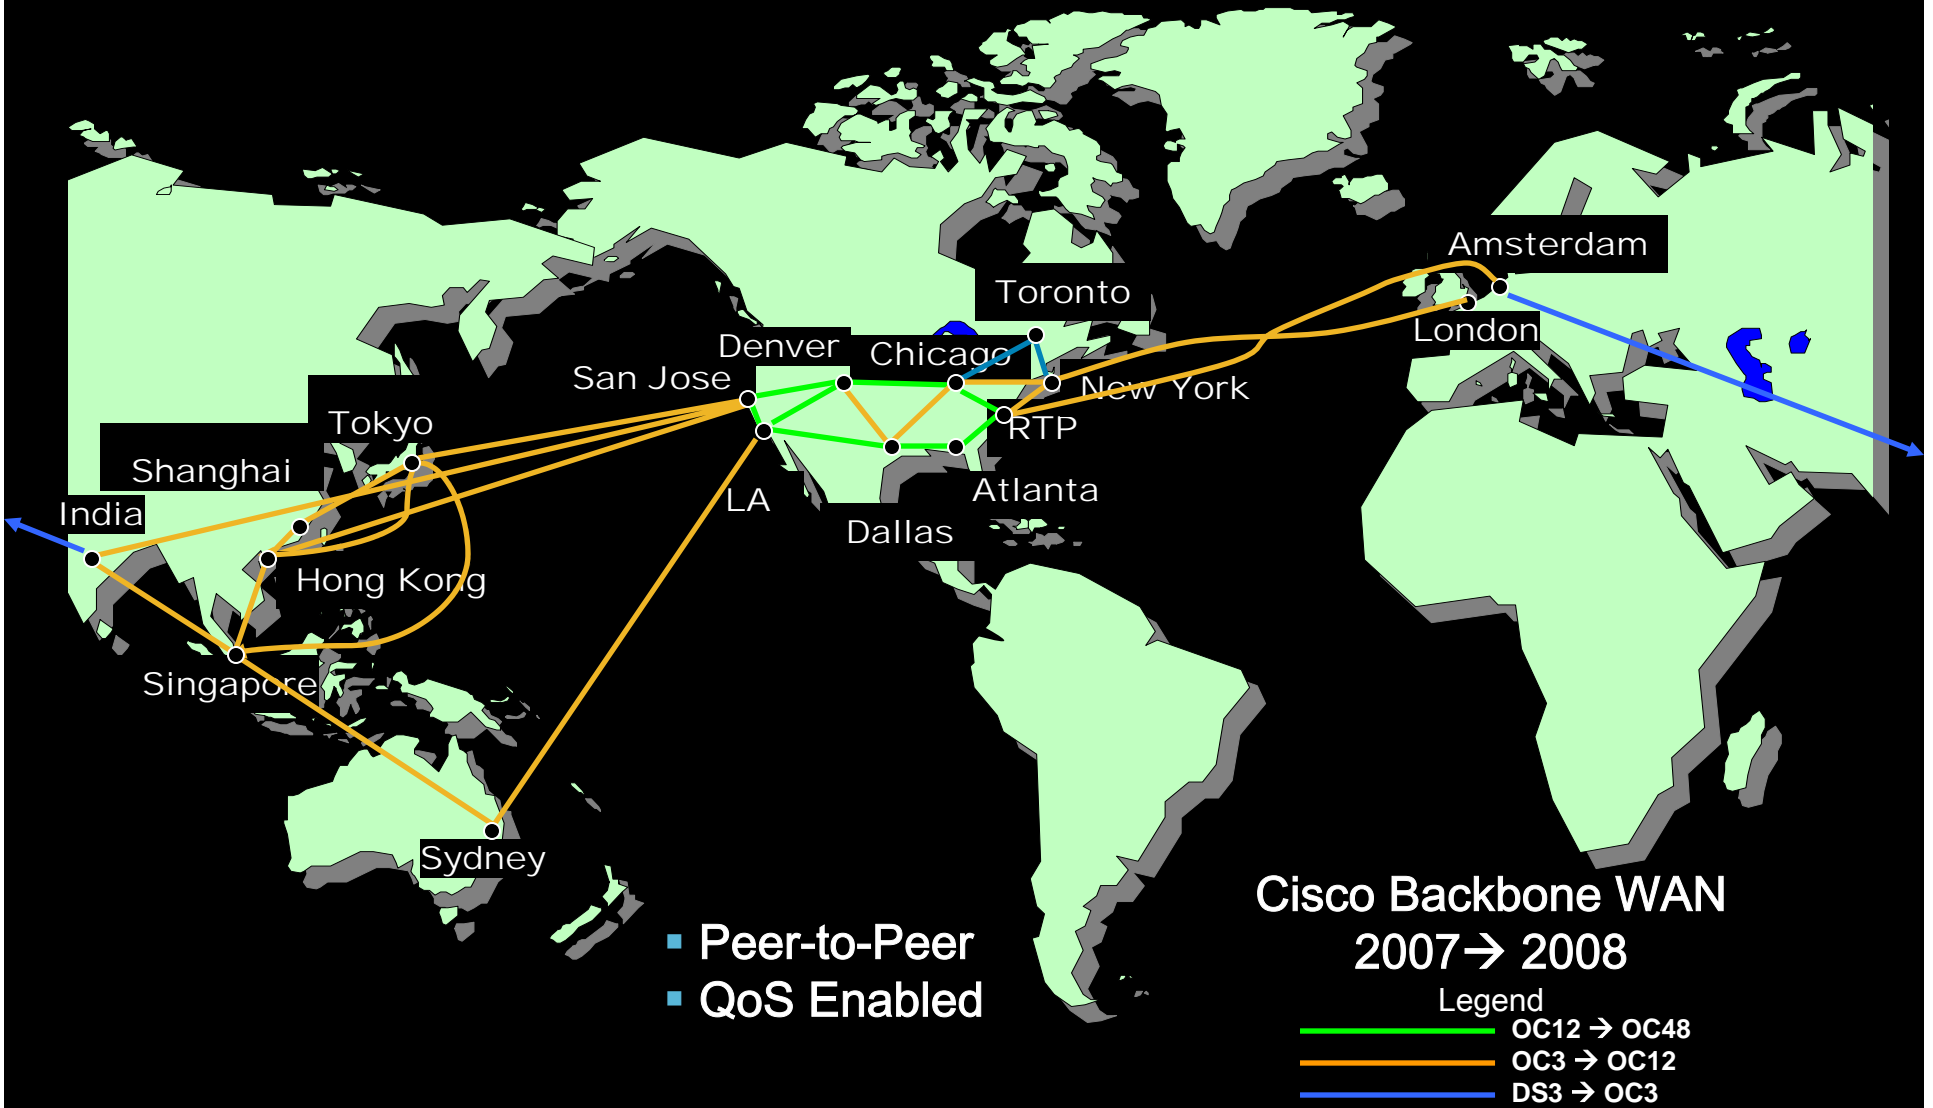 Amsterdam
Toronto
London
Denver
Chicago
San Jose
New York
Tokyo
RTP
Shanghai
Atlanta
LA
India
Dallas
Hong Kong
Singapore
Sydney
Cisco Backbone WAN
2007→ 2008
▪ Peer-to-Peer
▪ QoS Enabled
Legend
OC12 → OC48
OC3 → OC12
DS3 → OC3